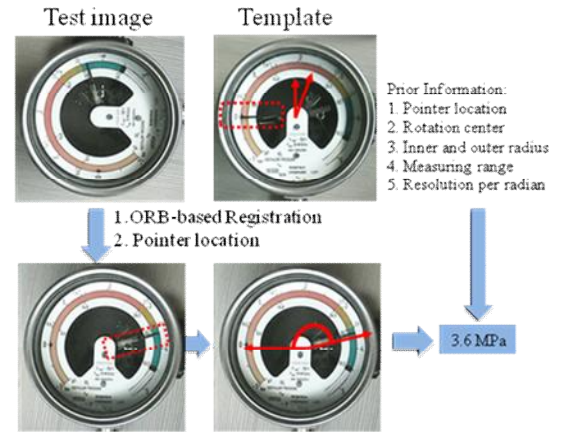 Test image
Template
Prior Information:
1. Pointer location
2. Rotation center
3. Inner and outer radius
4. Measuring range
5. Resolution per radian
1. ORB-based Registration
2. Pointer location
3.6 MPa